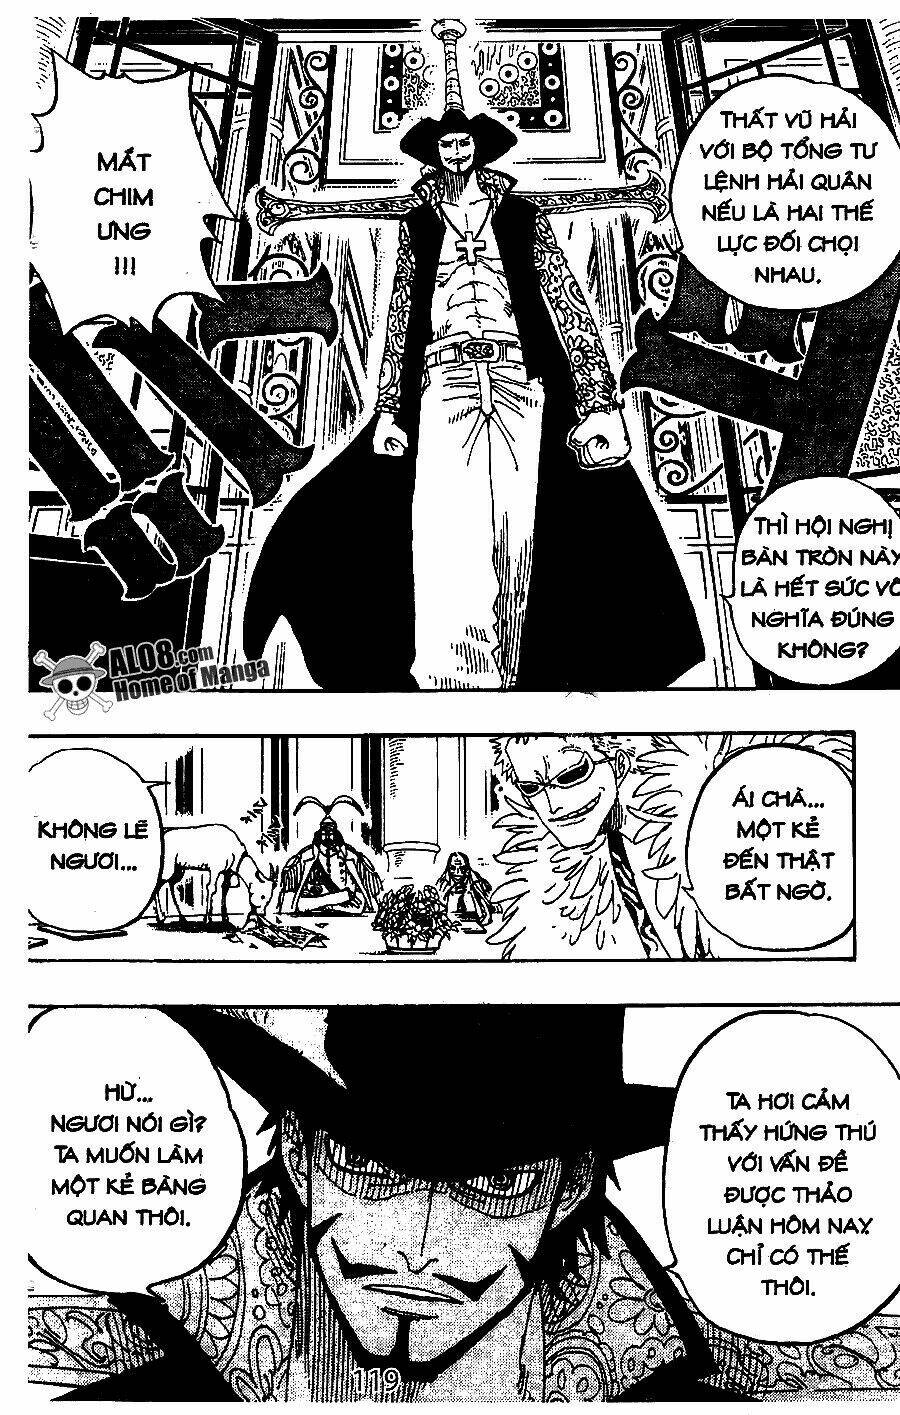 THẤT VŨ HẢI
VỚI BỘ TỔNG TƯ
LỆNH HẢI QUÂN
NẾU LÀ HAI THẾ
LỰC ĐỐI CHỌI
NHAU.
MẮT
CHIM
ƯNG
!!!
THÌ HỘI NGHỊ
BÀN TRÒN NÀY
LÀ HẾT SỨC VÔ
NGHĨA ĐÚNG
KHÔNG?
AL08.com
Home of Manga
ÁI CHÀ...
MỘT KẺ
ĐẾN THẬT
BẤT NGỜ.
KHÔNG LẼ
NGƯƠI...
TA HƠI CẢM
THẤY HỨNG THÚ
VỚI VẤN ĐỀ
ĐƯỢC THẢO
LUẬN HÔM NAY.
CHỈ CÓ THẾ
THÔI.
HỪ...
NGƯƠI NÓI GÌ?
TA MUỐN LÀM
MỘT KẺ BÀNG
QUAN THÔI.
119